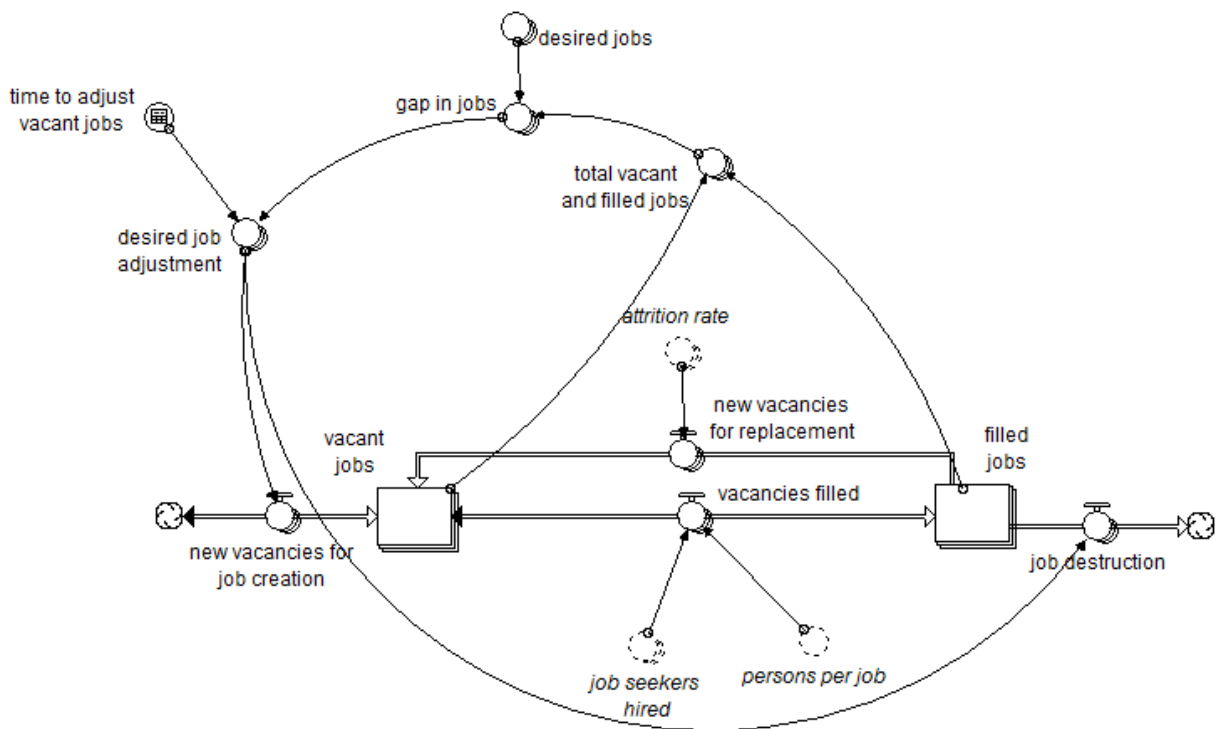 desired jobs
time to adjust
vacant jobs
gap in jobs
total vacant
and filled jobs
desired job
adjustment
attrition rate
new vacancies
for replacement
vacant
jobs
filled
jobs
vacancies filled
new vacancies for
job creation
job destruction
job seekers
hired
persons per job